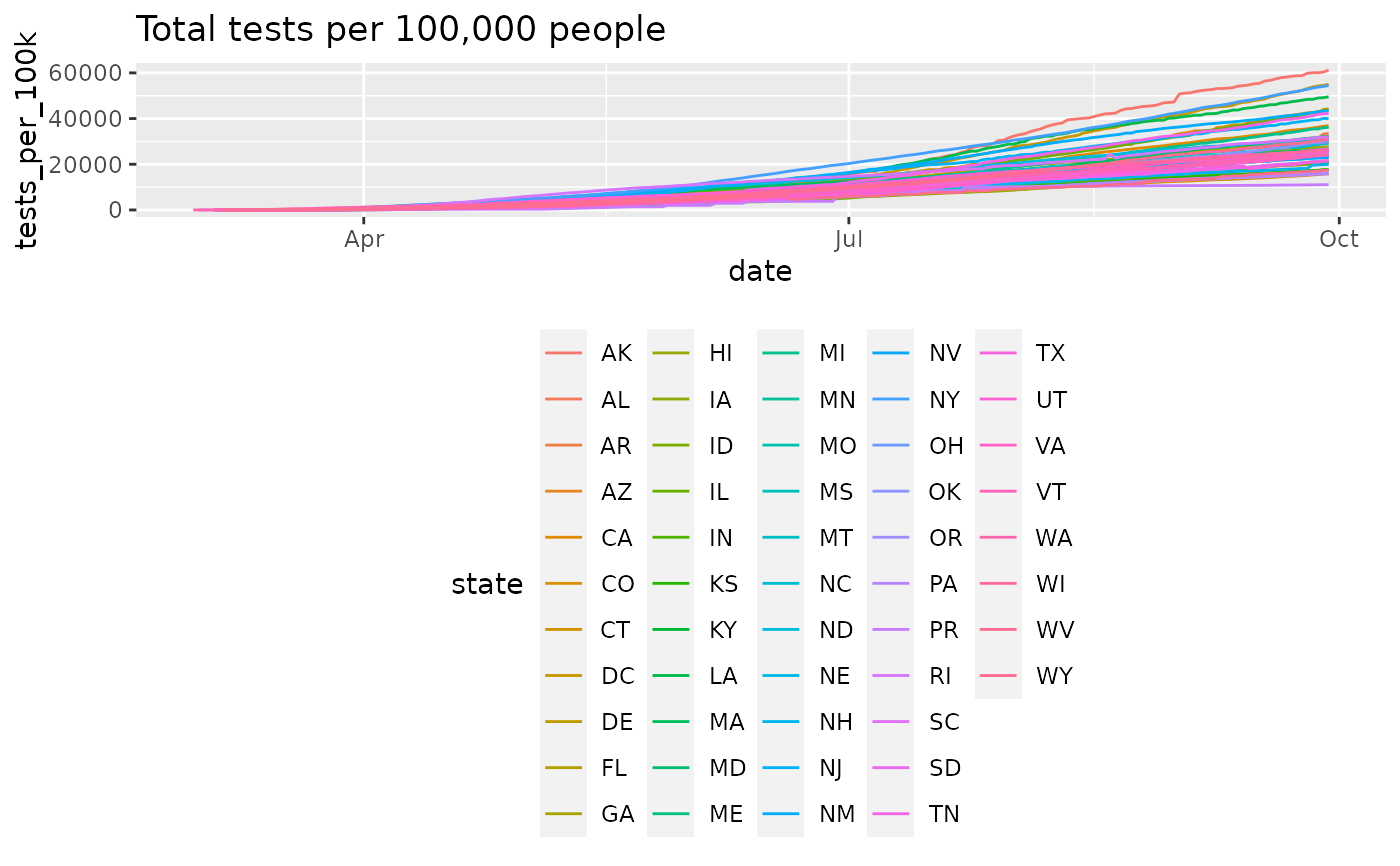 Total tests per 100,000 people
tests_per_100k
60000
40000
20000
0
Apr Jul Oct
date
state
AK HI MI NV TX
AL IA MN NY UT
AR ID MO OH VA
AZ IL MS OK VT
CA IN MT OR WA
CO KS NC PA WI
CT KY ND PR WV
DC LA NE RI WY
DE MA NH SC
FL MD NJ SD
GA ME NM TN